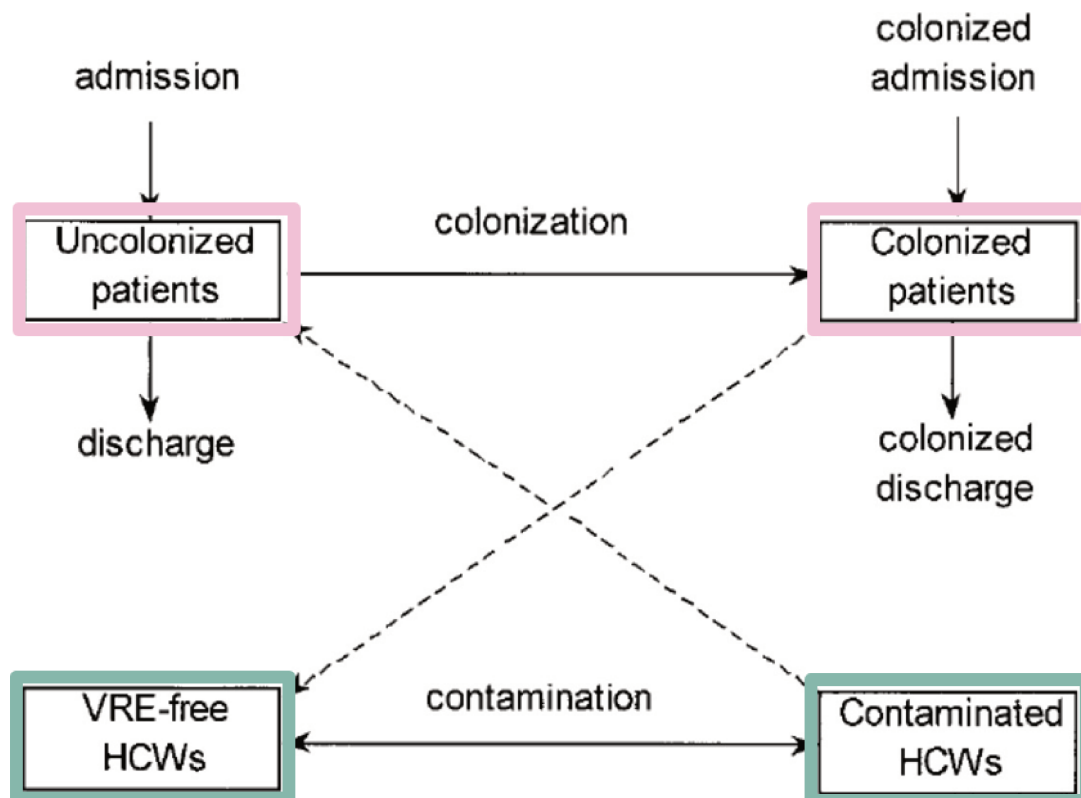 admission
colonized
admission
Uncolonized
patients
colonization
Colonized
patients
discharge
colonized
discharge
VRE-free
HCWs
contamination
Contaminated
HCWs